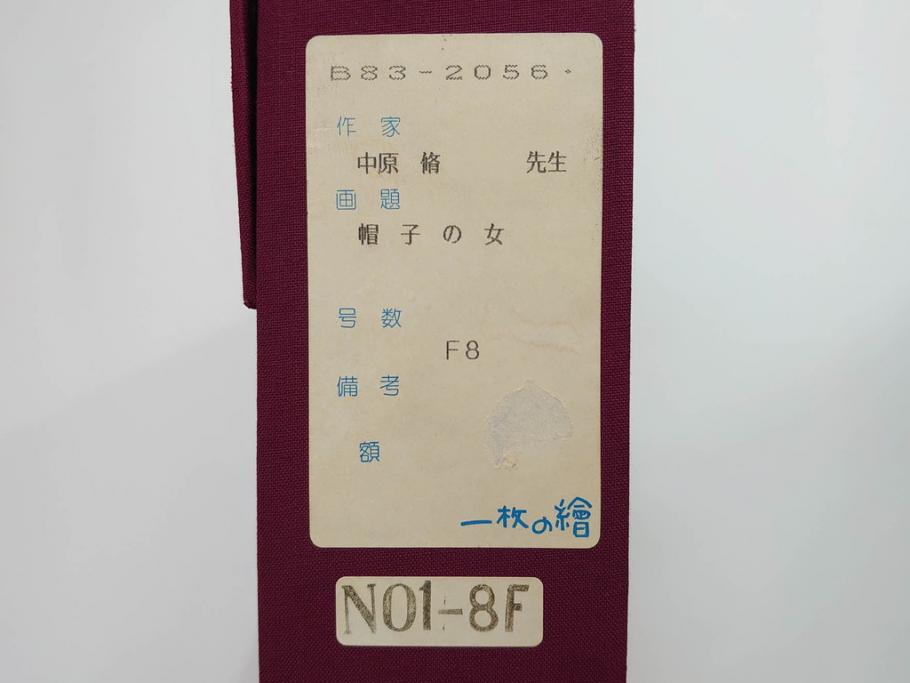 B83-2056
作家
中原 脩 先生
画題
帽子の女
号数
F8
備考
額
一枚の繪
NO1-8F